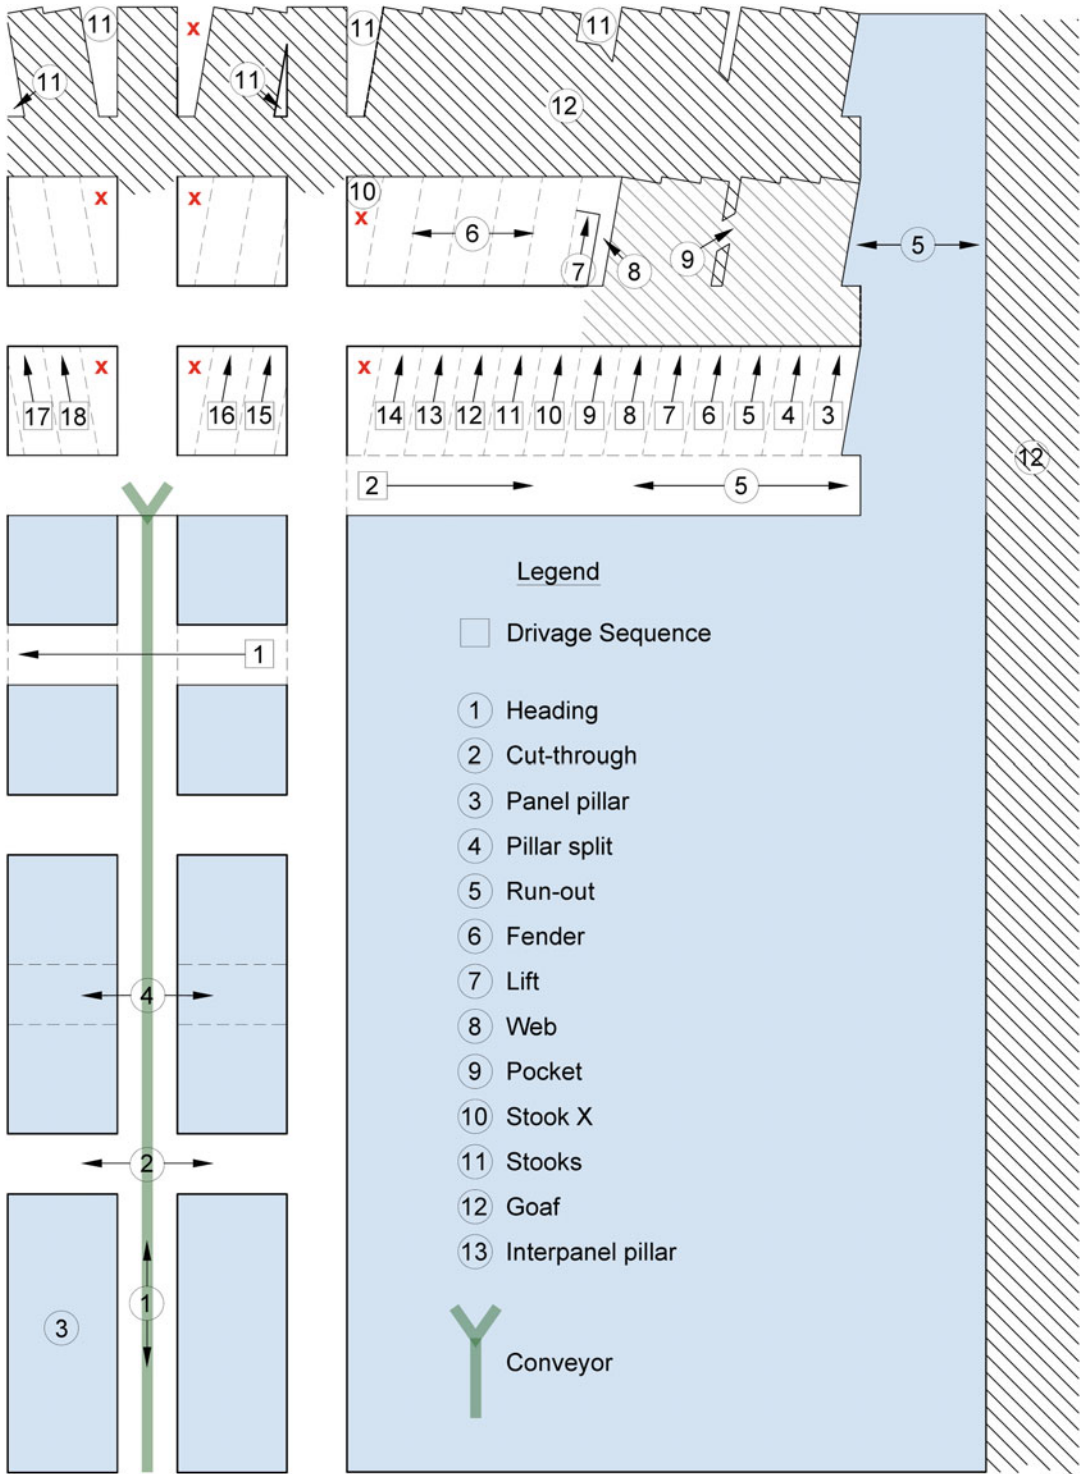 11 x 11 11
11 11 12
x x 10
x 6 7 8 9 5
x x x
17 18 16 15 14 13 12 11 10 9 8 7 6 5 4 3
12
2 5
Legend
Drivage Sequence
1
1 Heading
2 Cut-through
3 Panel pillar
4 Pillar split
5 Run-out
6 Fender
7 Lift
4
8 Web
9 Pocket
10 Stook X
2
11 Stooks
12 Goaf
13 Interpanel pillar
1
3
Conveyor